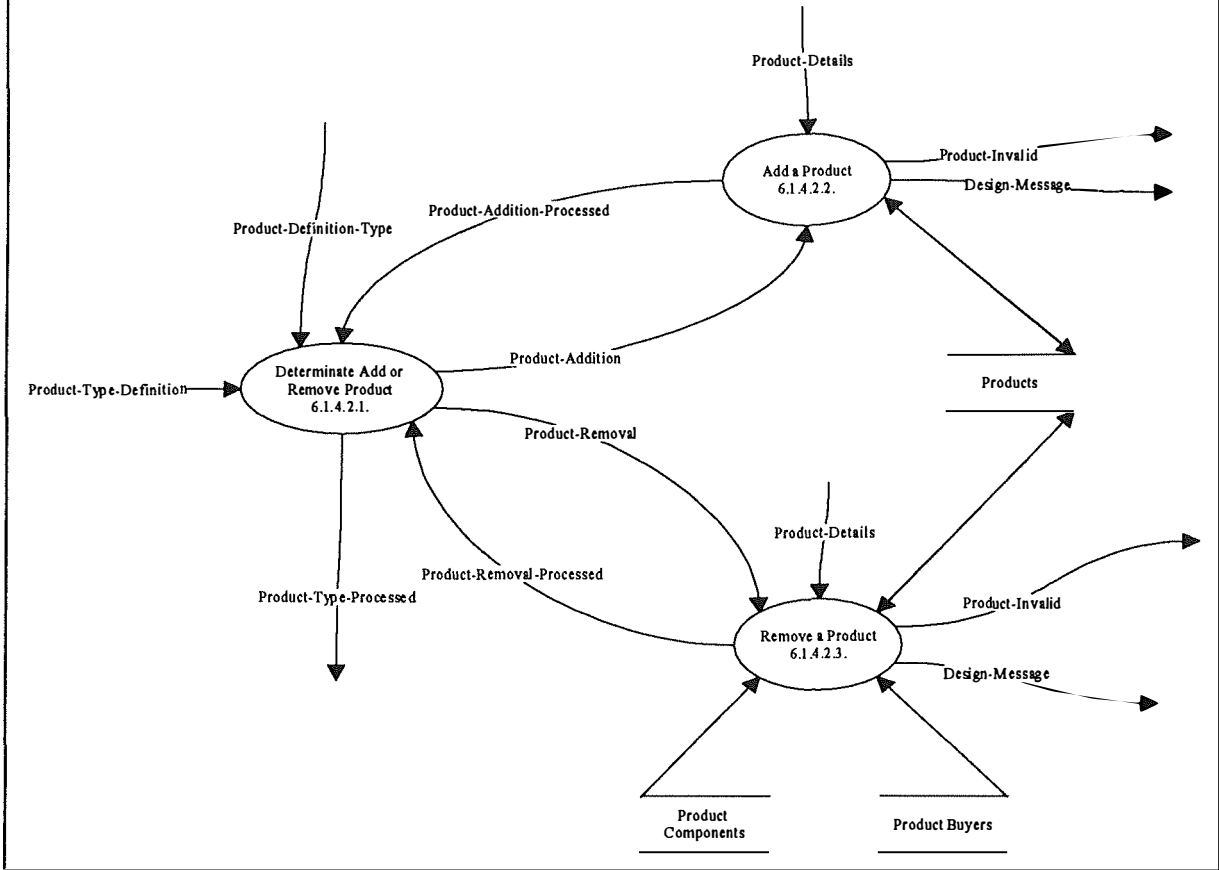 Product-Details
Product-Invalid
Add a Product
6.1.4.2.2.
Design-Message
Product-Addition-Processed
Product-Definition-Type
Product-Addition
Determinate Add or
Remove Product
6.1.4.2.1.
Product-Type-Definition
Products
Product-Removal
Product-Details
Product-Removal-Processed
Product-Type-Processed
Product-Invalid
Remove a Product
6.1.4.2.3.
Design-Message
Product
Components
Product Buyers